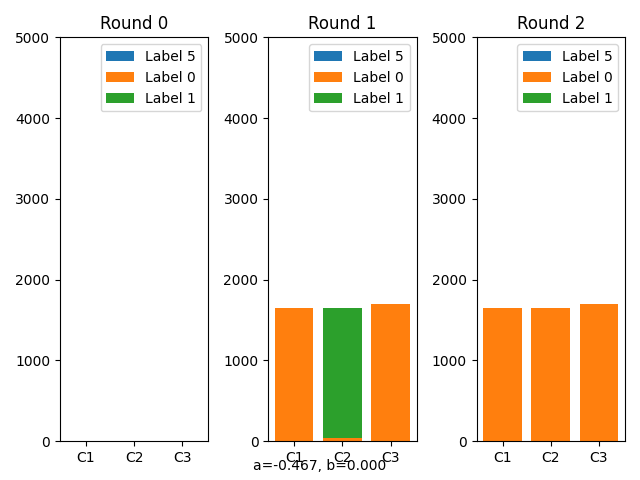 Round 0
Round 1
Round 2
5000
4000
3000
2000
1000
0
Label 5
Label 0
Label 1
C1
C2
C3
5000
4000
3000
2000
1000
0
Label 5
Label 0
Label 1
C1
C2
C3
5000
4000
3000
2000
1000
0
Label 5
Label 0
Label 1
C1
C2
C3
a=-0.467, b=0.000